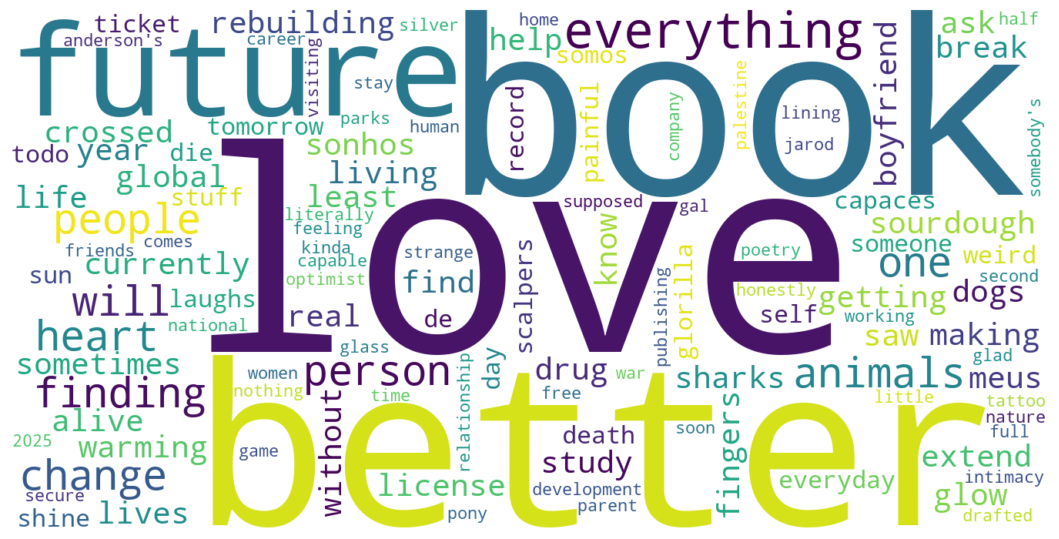 ticket
rebuilding
silver
home
everything
ask
half
anderson's
career
help
somos
break
future
book
visiting
stay
boyfriend
parks
human
record
painful
company
palestine
lining
jarod
somebody's
crossed
tomorrow
sonhos
todo
year
die
global
living
life
stuff
least
supposed
gal
capaces
people
literally
love
know
sourdough
feeling
friends
comes
kinda
strange
poetry
someone
weird
sun
currently
capable
optimist
find
one
second
will
laughs
real
de
scalpers
publishing
glorilla
honestly
self
getting
dogs
working
heart
national
glass
saw
making
sometimes
women
person
relationship
day
drug
war
sharks
animals
glad
meus
finding
nothing
time
free
little
tattoo
nature
alive
better
without
death
soon
fingers
full
2025
warming
game
study
extend
change
license
development
everyday
intimacy
secure
parent
glow
shine
lives
pony
drafted